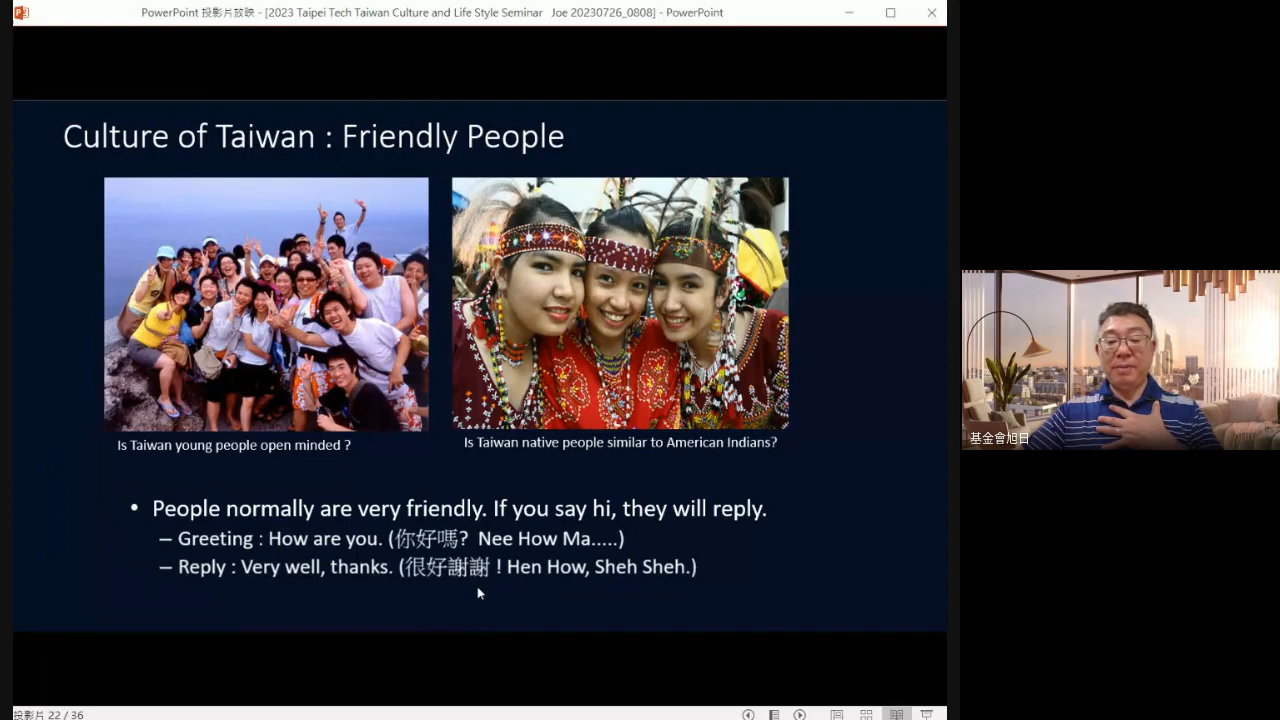 PowerPoint 投影片放映 - [2023 Taipei Tech Taiwan Culture and Life Style Seminar   Joe 20230726_0808] - PowerPoint
Culture of Taiwan : Friendly People
Is Taiwan young people open minded ?
Is Taiwan native people similar to American Indians?
• People normally are very friendly. If you say hi, they will reply.
– Greeting : How are you. (你好嗎?  Nee How Ma.....)
– Reply : Very well, thanks. (很好謝謝 ! Hen How, Sheh Sheh.)
基金會旭日
投影片 22 / 36